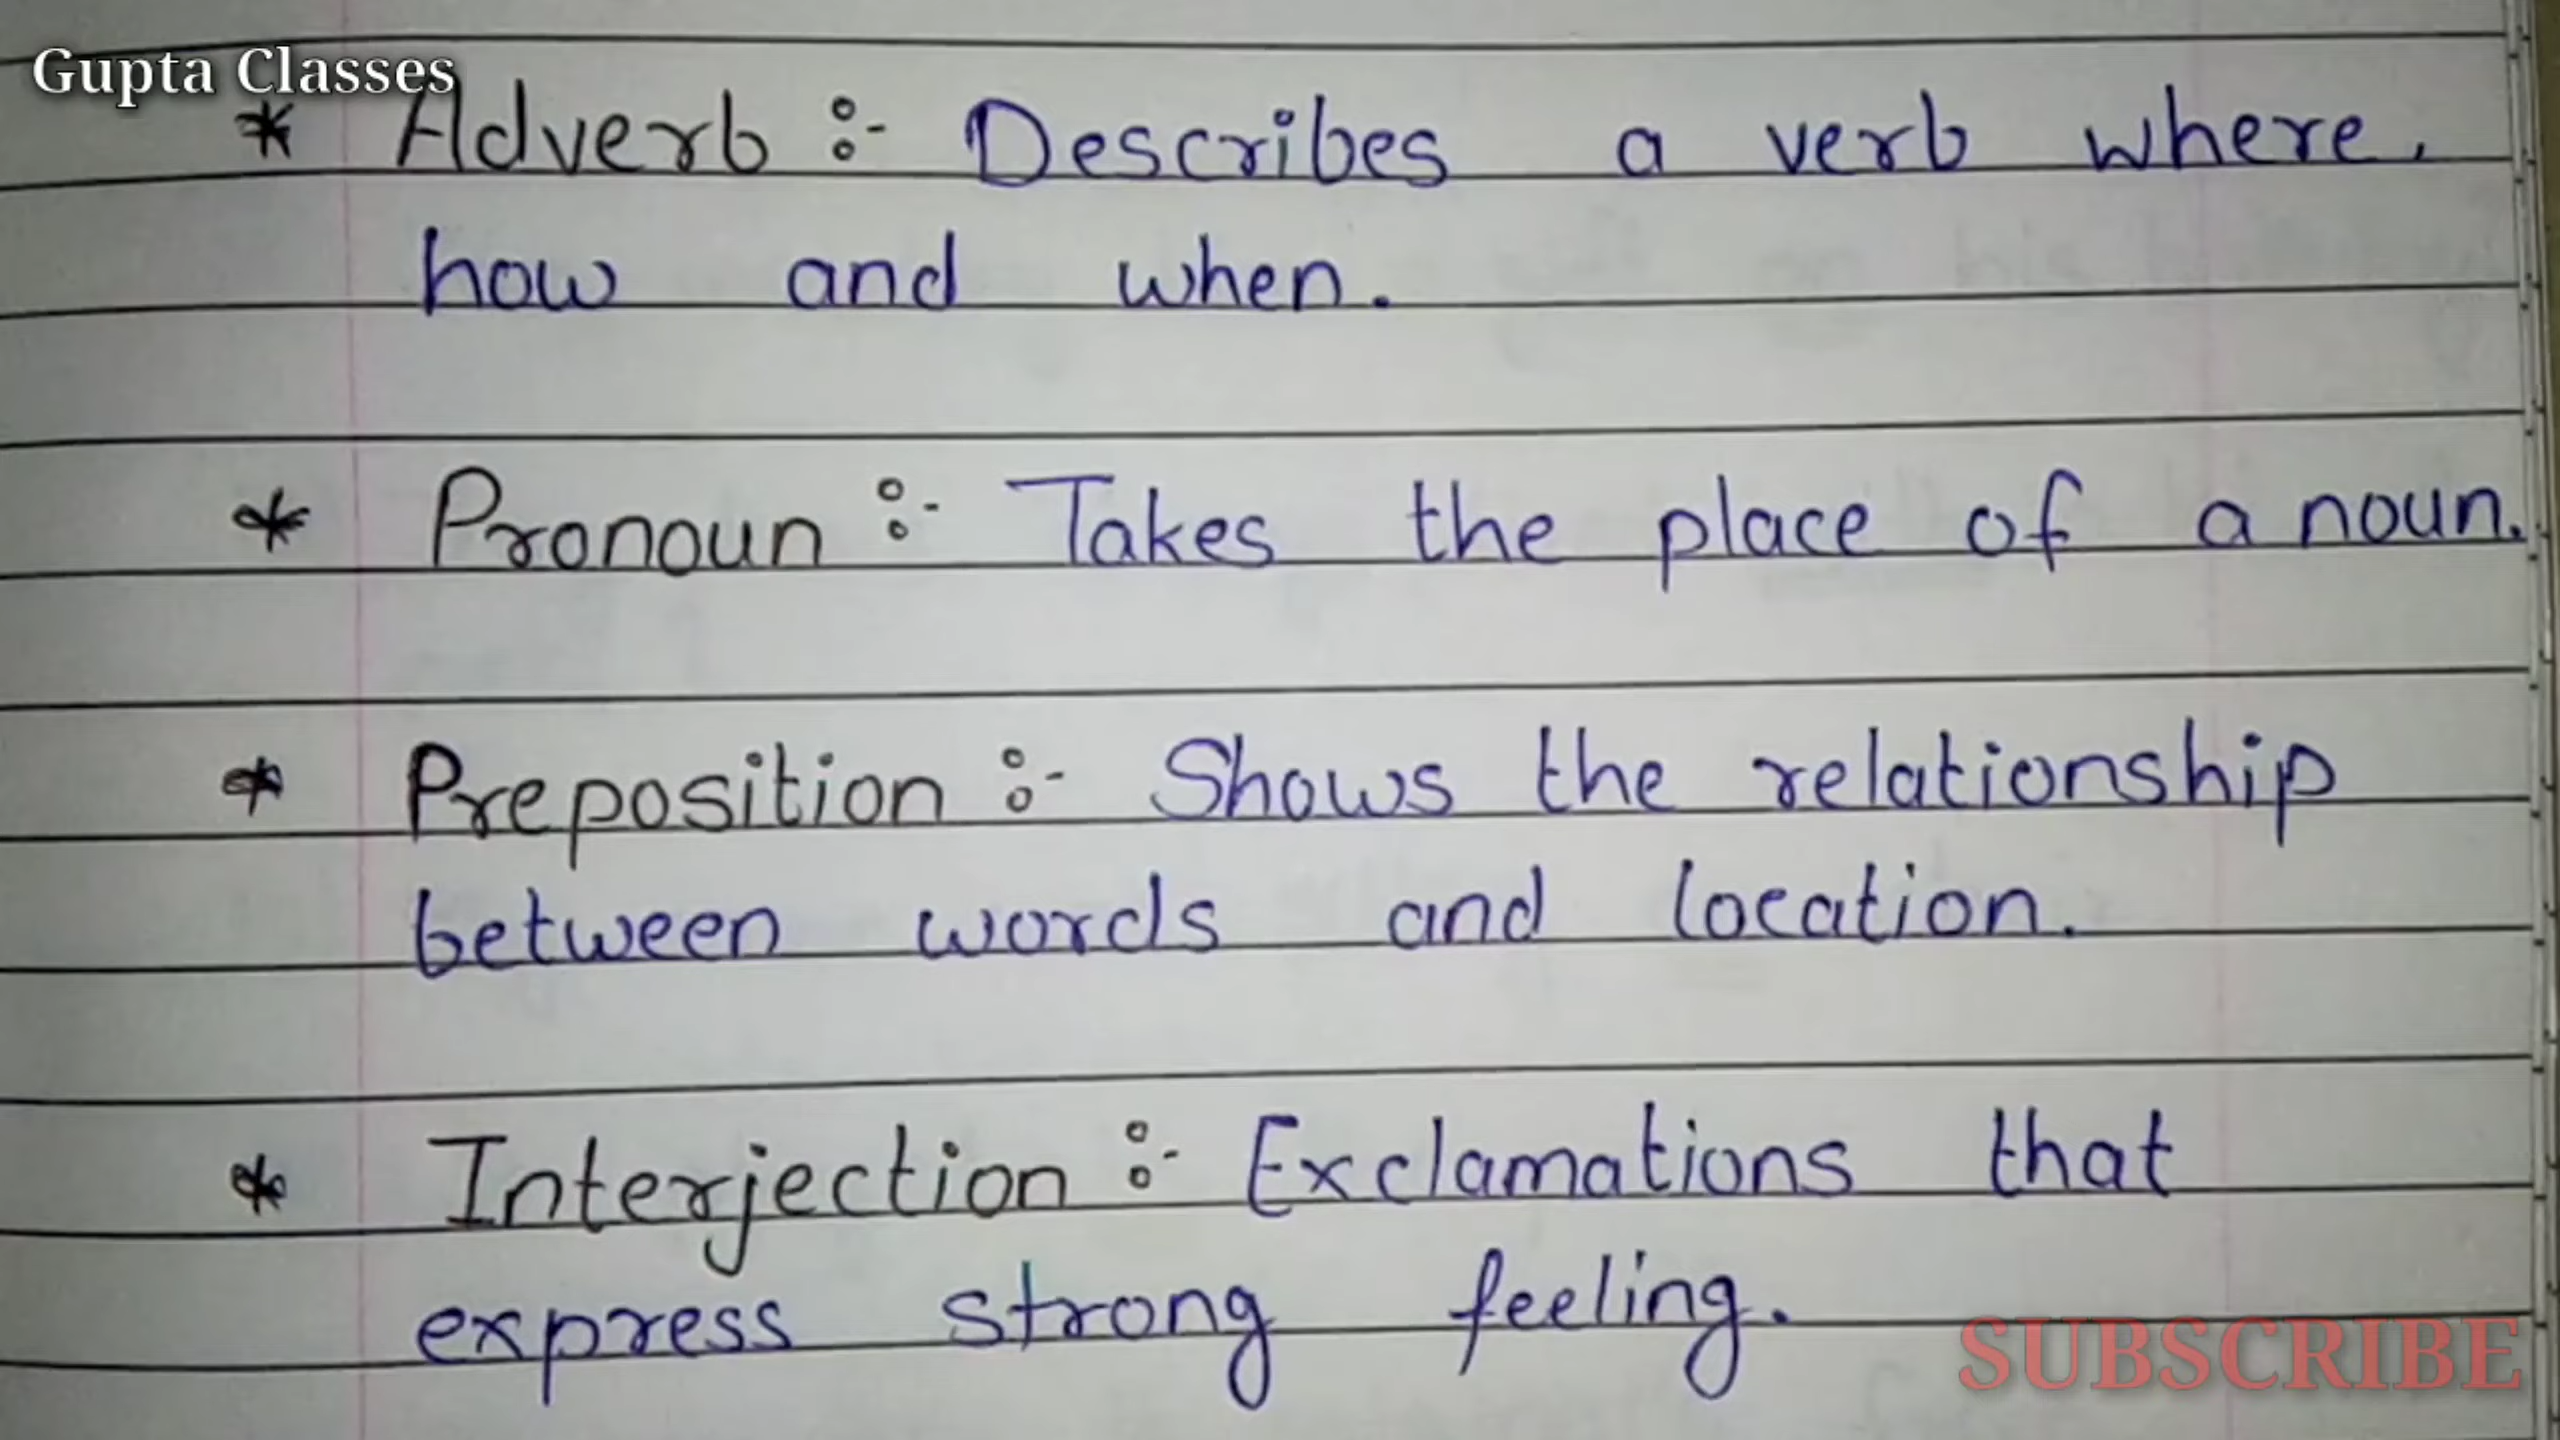 Gupta Classes
* Adverb :- Describes a verb where,
how and when.
* Pronoun :- Takes the place of a noun.
* Preposition :- Shows the relationship
between words and location.
* Interjection :- Exclamations that
express strong feeling.
SUBSCRIBE